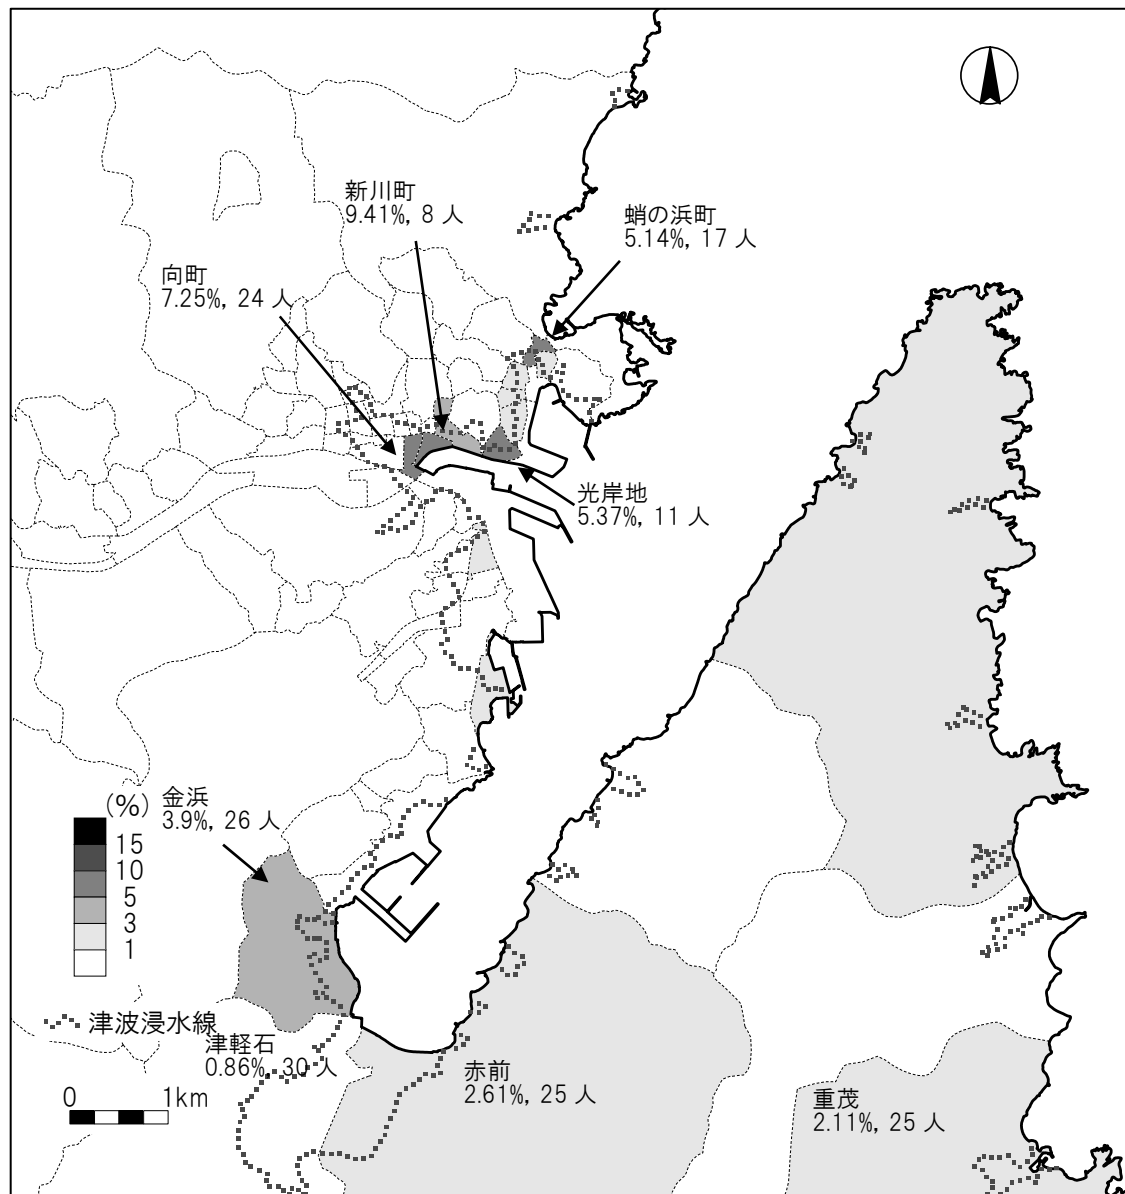 新川町
9.41%, 8 人
蛸の浜町
5.14%, 17 人
向町
7.25%, 24 人
光岸地
5.37%, 11 人
金浜
3.9%, 26 人
(%)
15
10
5
3
1
津波浸水線
津軽石
0.86%, 30 人
赤前
2.61%, 25 人
重茂
2.11%, 25 人
0 1km